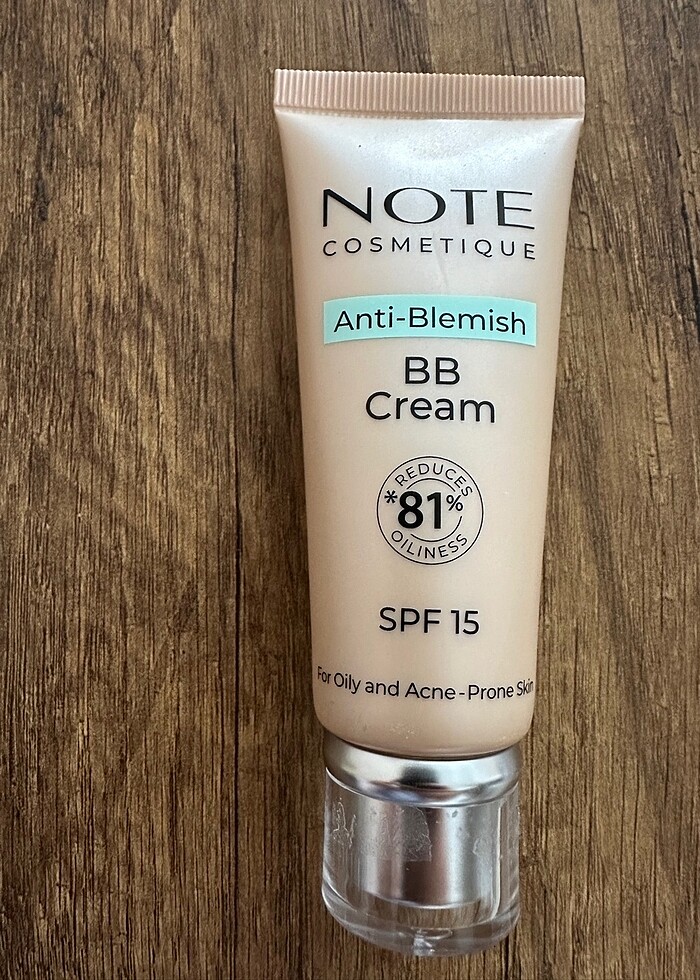 NOTE
COSMETIQUE
Anti-Blemish
BB
Cream
REDUCES
*81%
OILINESS
SPF 15
For Oily and Acne-Prone Skin